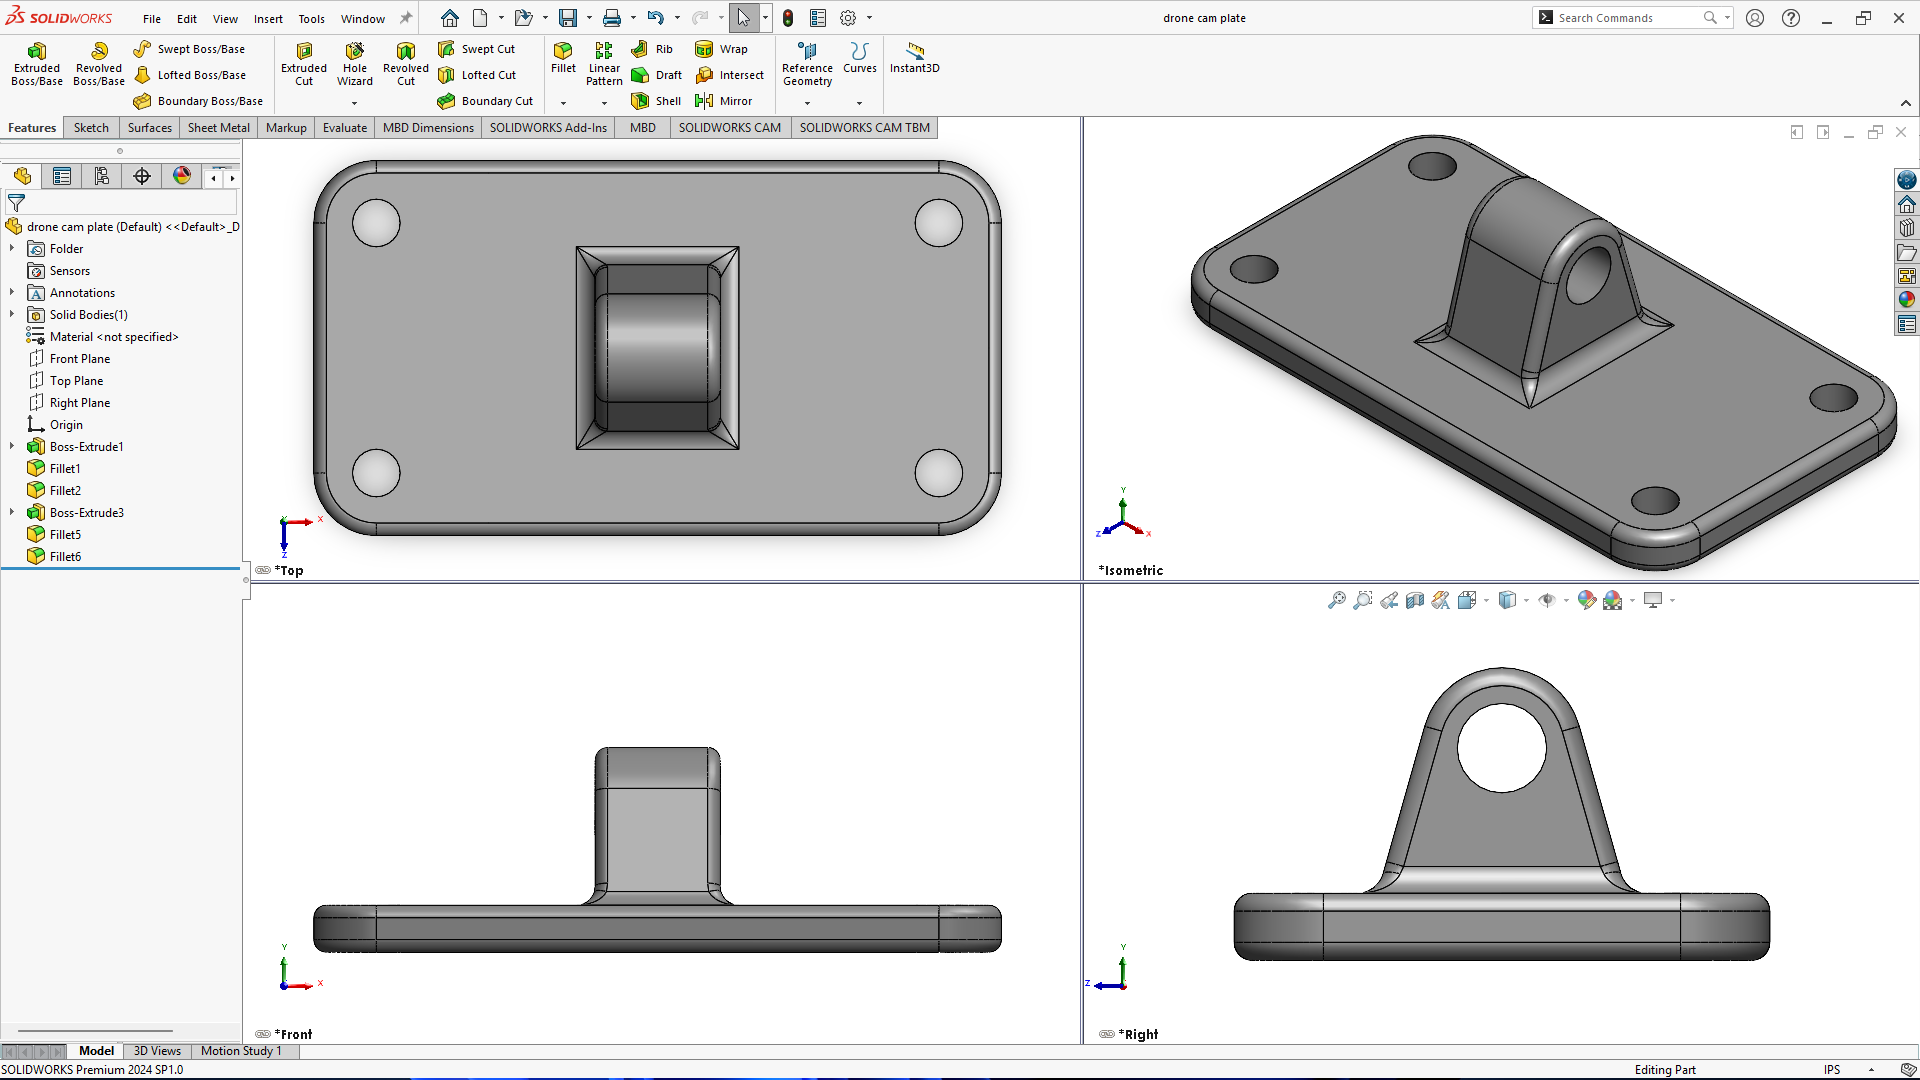 SOLIDWORKS File Edit View Insert Tools Window drone cam plate Search Commands
Extruded Boss/Base
Revolved Boss/Base
Swept Boss/Base
Lofted Boss/Base
Boundary Boss/Base
Extruded Cut
Hole Wizard
Revolved Cut
Swept Cut
Lofted Cut
Boundary Cut
Fillet
Linear Pattern
Rib
Draft
Shell
Wrap
Intersect
Mirror
Reference Geometry
Curves
Instant3D
Features Sketch Surfaces Sheet Metal Markup Evaluate MBD Dimensions SOLIDWORKS Add-Ins MBD SOLIDWORKS CAM SOLIDWORKS CAM TBM
drone cam plate (Default) <<Default>_D
Folder
Sensors
Annotations
Solid Bodies(1)
Material <not specified>
Front Plane
Top Plane
Right Plane
Origin
Boss-Extrude1
Fillet1
Fillet2
Boss-Extrude3
Fillet5
Fillet6
X
Z
*Top
Y
Z
X
*Isometric
Y
X
*Front
Y
Z
*Right
Model 3D Views Motion Study 1
SOLIDWORKS Premium 2024 SP1.0 Editing Part IPS